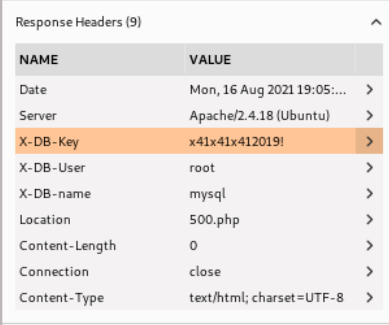 Response Headers (9)
NAME VALUE
Date Mon, 16 Aug 2021 19:05:...
Server Apache/2.4.18 (Ubuntu)
X-DB-Key x41x41x412019!
X-DB-User root
X-DB-name mysql
Location 500.php
Content-Length 0
Connection close
Content-Type text/html; charset=UTF-8